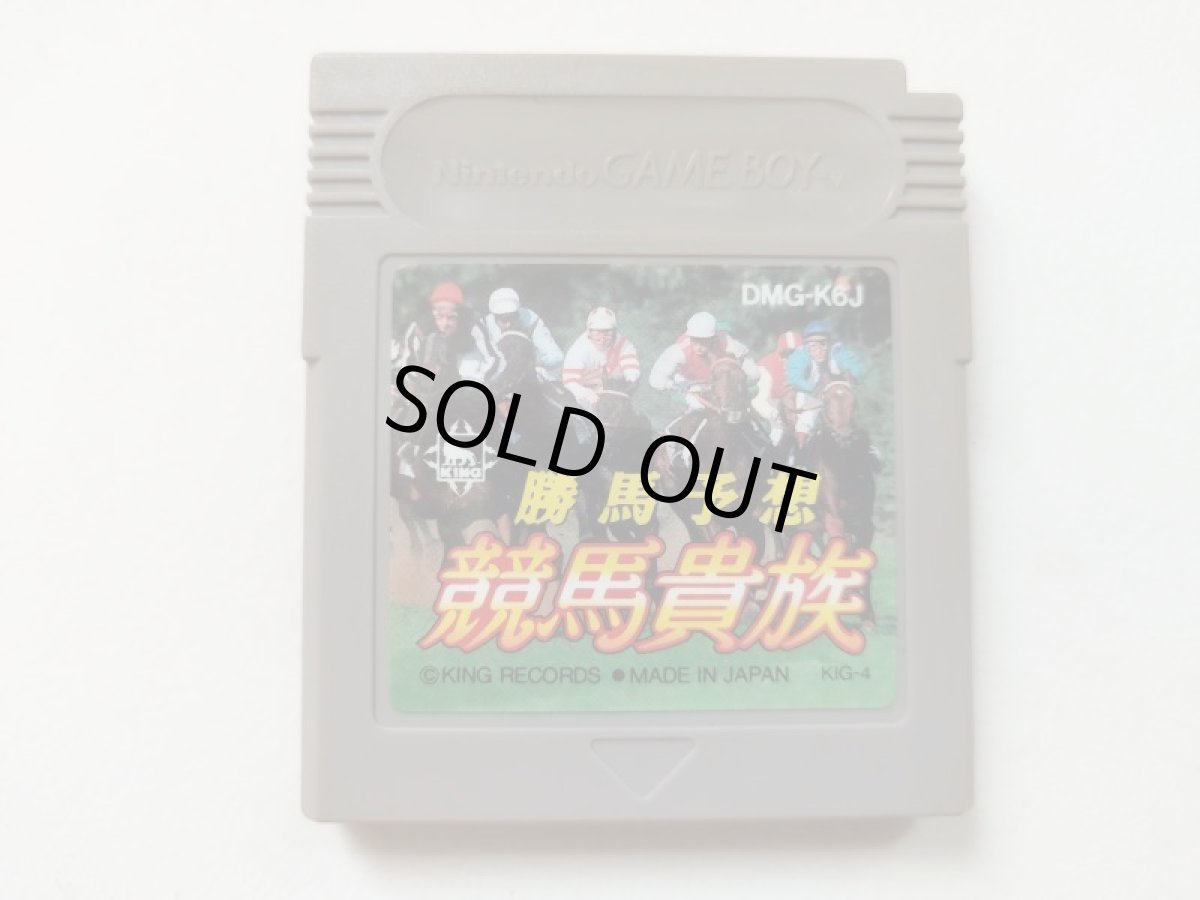 Nintendo GAME BOY TM
DMG-K6J
SOLD OUT
KING
勝馬予想
競馬貴族
©KING RECORDS ● MADE IN JAPAN KIG-4